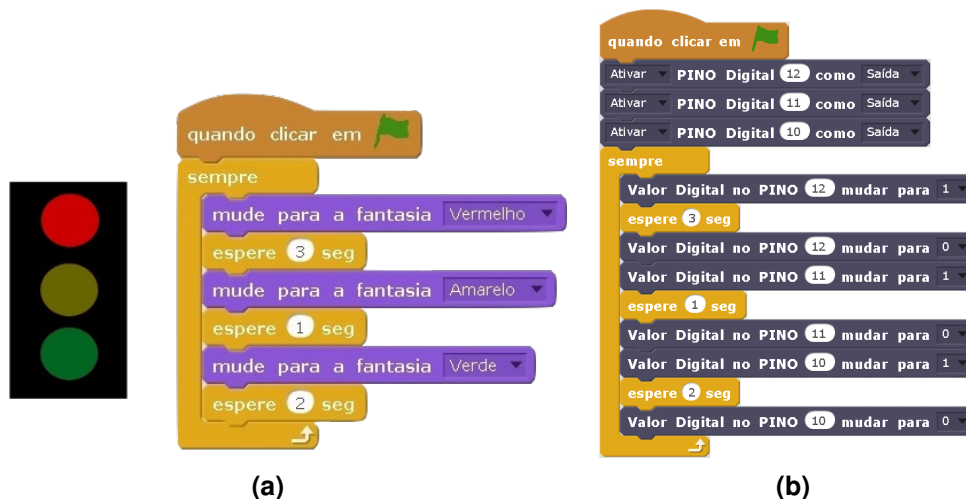 quando clicar em
sempre
mude para a fantasia Vermelho
espere 3 seg
mude para a fantasia Amarelo
espere 1 seg
mude para a fantasia Verde
espere 2 seg
(a)
quando clicar em
Ativar PINO Digital 12 como Saída
Ativar PINO Digital 11 como Saída
Ativar PINO Digital 10 como Saída
sempre
Valor Digital no PINO 12 mudar para 1
espere 3 seg
Valor Digital no PINO 12 mudar para 0
Valor Digital no PINO 11 mudar para 1
espere 1 seg
Valor Digital no PINO 11 mudar para 0
Valor Digital no PINO 10 mudar para 1
espere 2 seg
Valor Digital no PINO 10 mudar para 0
(b)